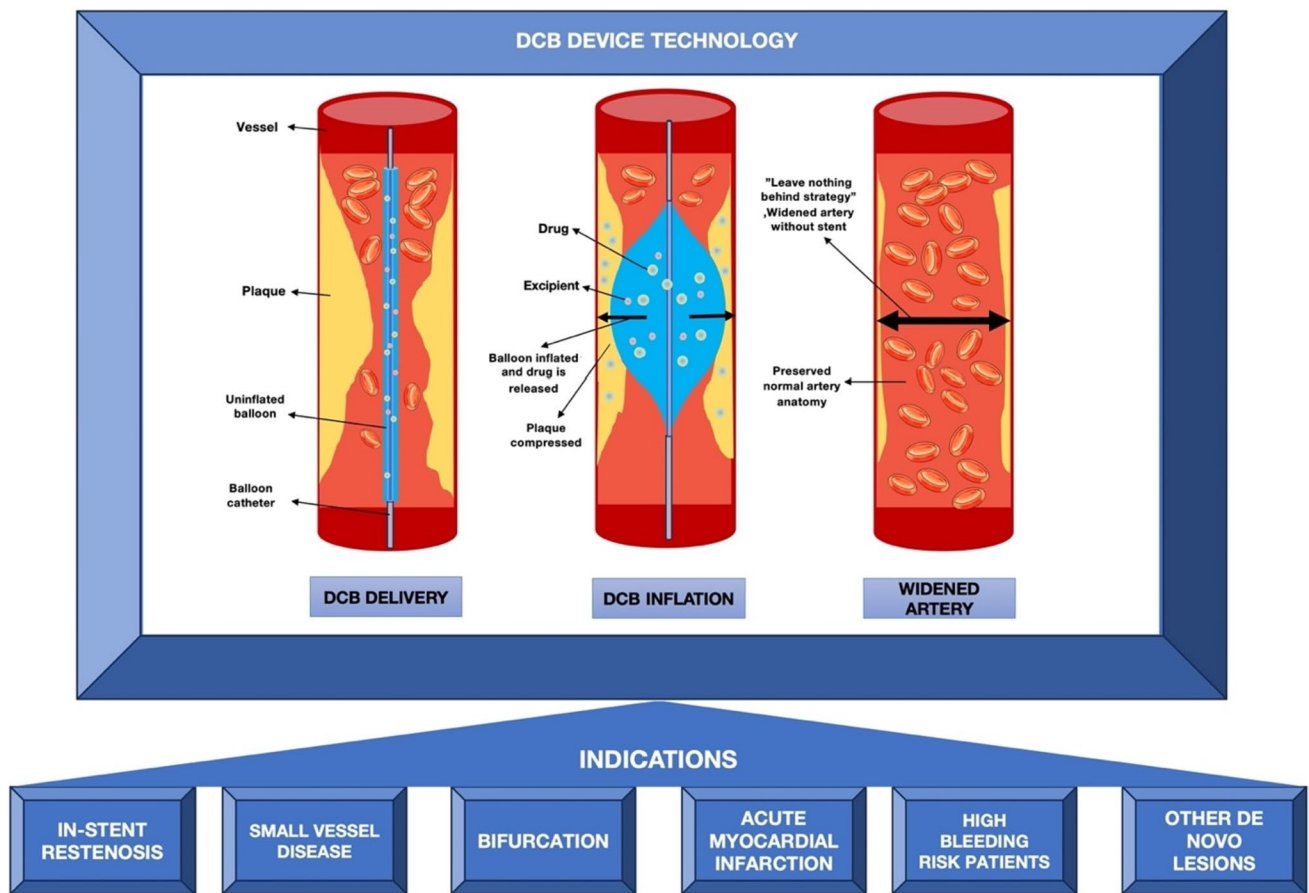 DCB DEVICE TECHNOLOGY
Vessel
Plaque
Uninflated
balloon
Balloon
catheter
DCB DELIVERY
Drug
Excipient
Balloon inflated
and drug is
released
Plaque
compressed
DCB INFLATION
"Leave nothing
behind strategy"
,Widened artery
without stent
Preserved
normal artery
anatomy
WIDENED
ARTERY
INDICATIONS
IN-STENT
RESTENOSIS
SMALL VESSEL
DISEASE
BIFURCATION
ACUTE
MYOCARDIAL
INFARCTION
HIGH
BLEEDING
RISK PATIENTS
OTHER DE
NOVO
LESIONS